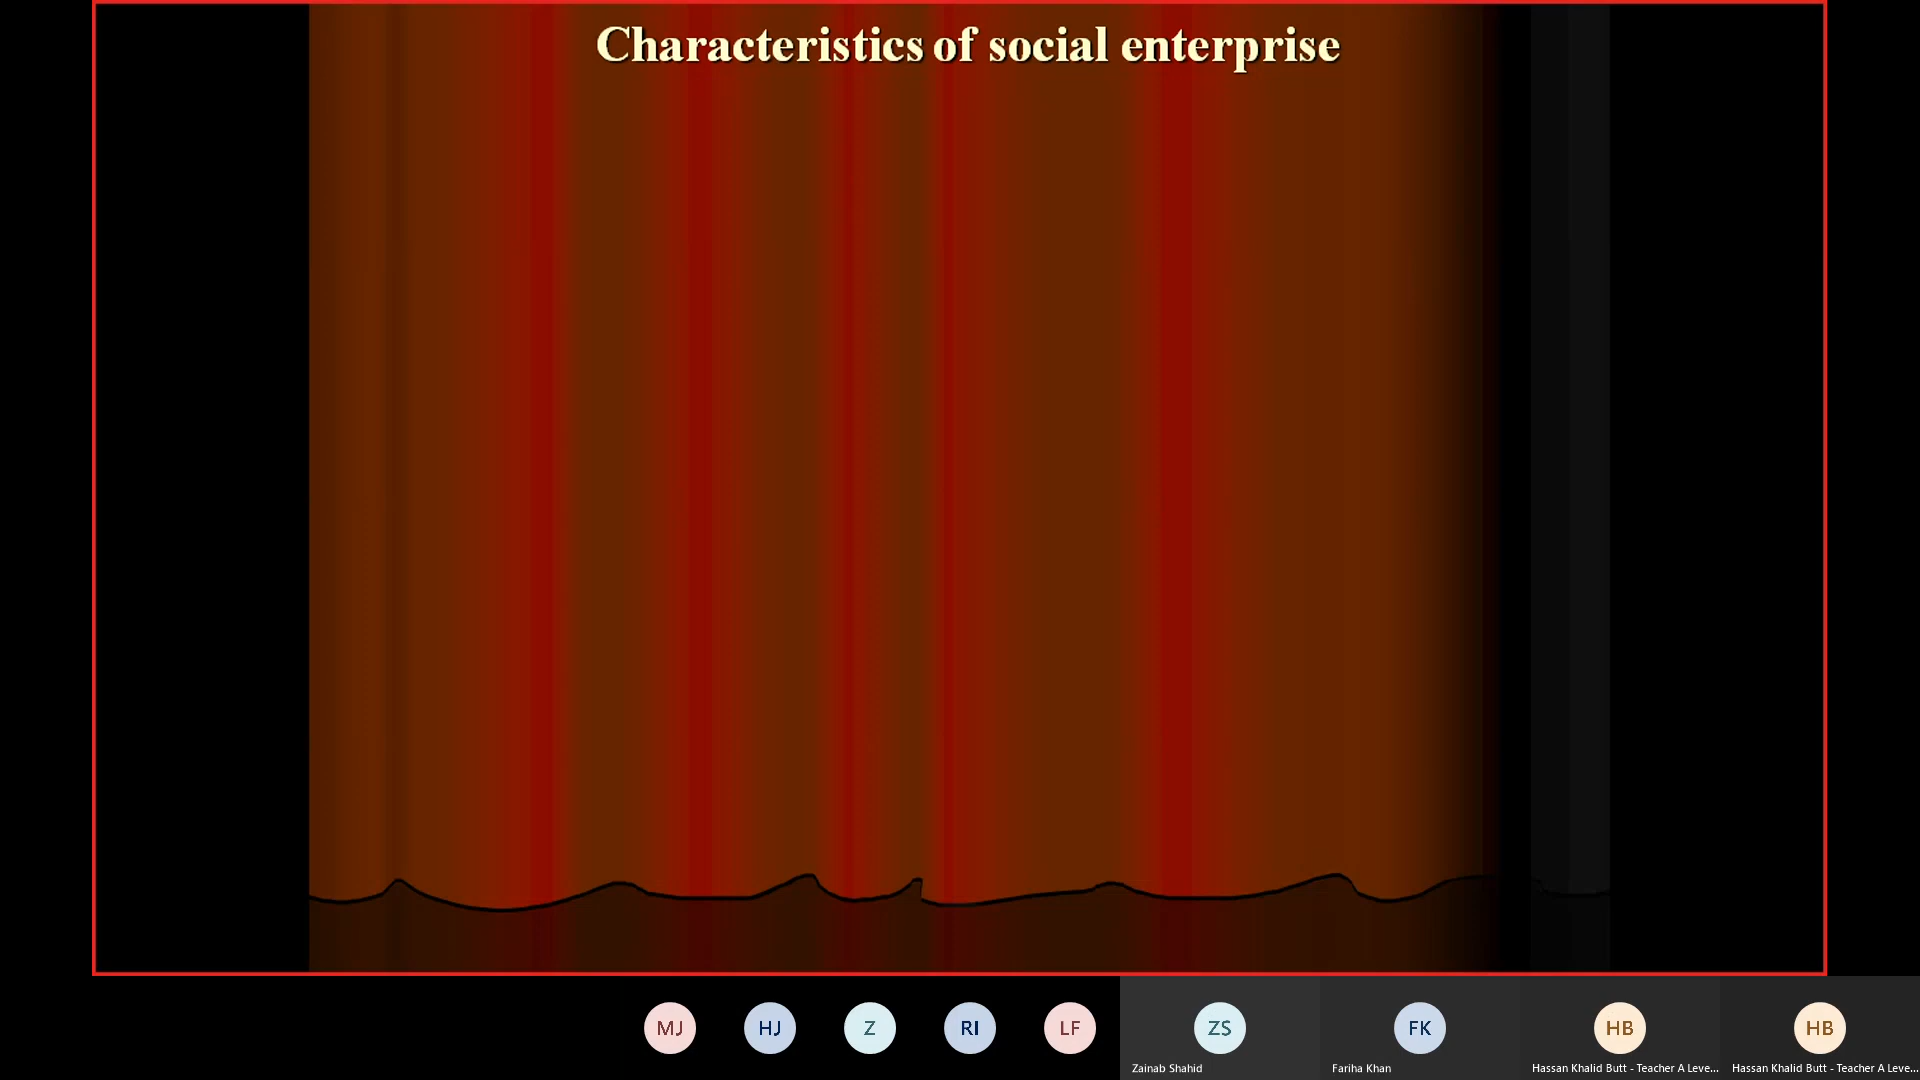 Characteristics of social enterprise
MJ
HJ
Z
RI
LF
ZS
FK
HB
HB
Zainab Shahid
Fariha Khan
Hassan Khalid Butt - Teacher A Leve...
Hassan Khalid Butt - Teacher A Leve...